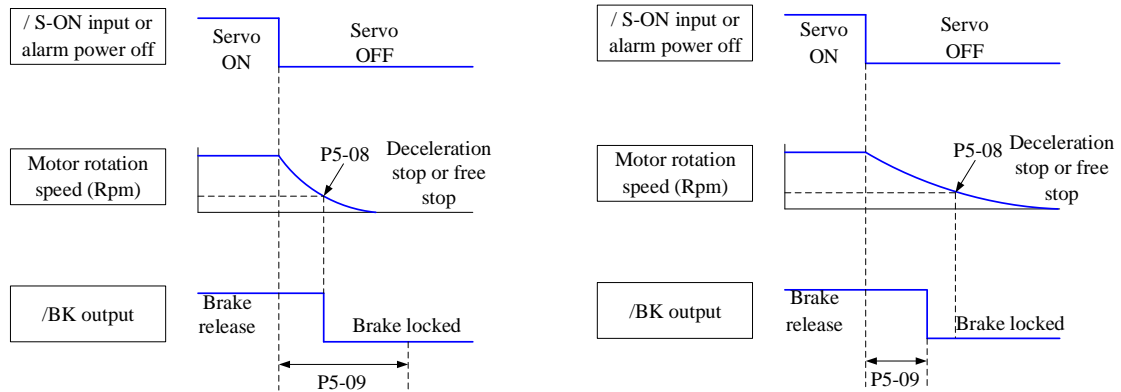 / S-ON input or
alarm power off
Servo
ON
Servo
OFF
Motor rotation
speed (Rpm)
P5-08
Deceleration
stop or free
stop
/BK output
Brake
release
Brake locked
P5-09
/ S-ON input or
alarm power off
Servo
ON
Servo
OFF
Motor rotation
speed (Rpm)
P5-08
Deceleration
stop or free
stop
/BK output
Brake
release
Brake locked
P5-09